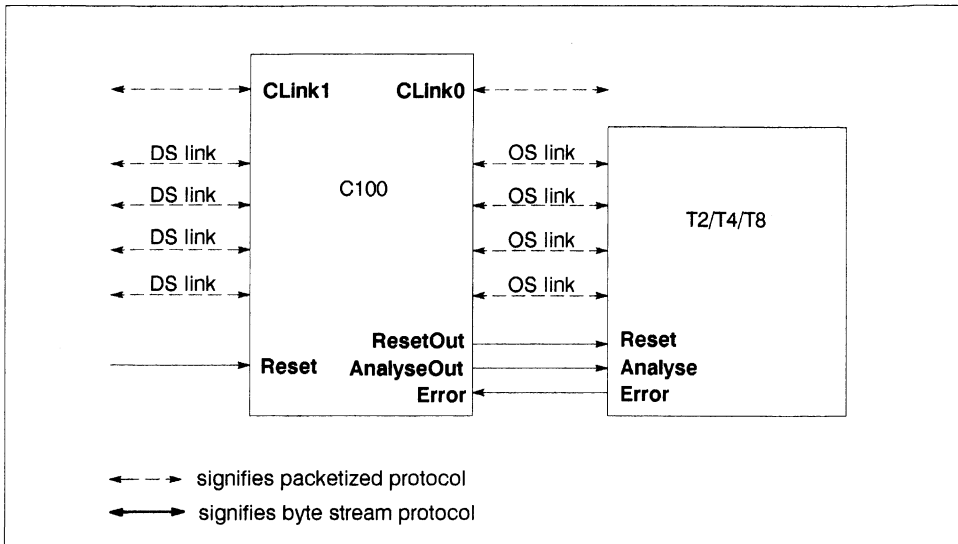 CLink1 CLink0
DS link OS link
C100
DS link OS link
T2/T4/T8
DS link OS link
DS link OS link
ResetOut Reset
Reset AnalyseOut Analyse
Error Error
signifies packetized protocol
signifies byte stream protocol